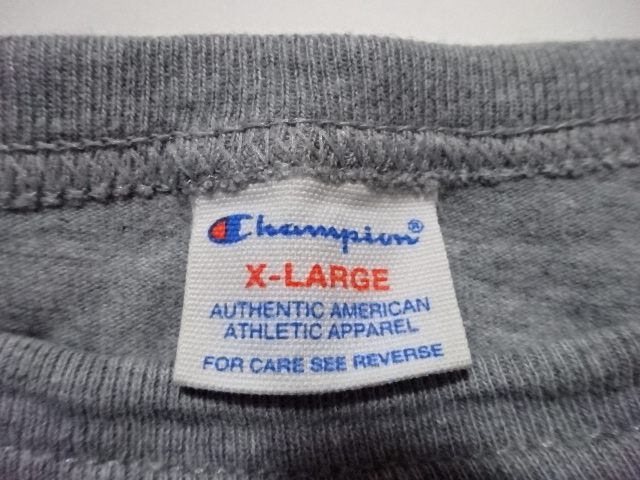 Champion®
X-LARGE
AUTHENTIC AMERICAN
ATHLETIC APPAREL
FOR CARE SEE REVERSE